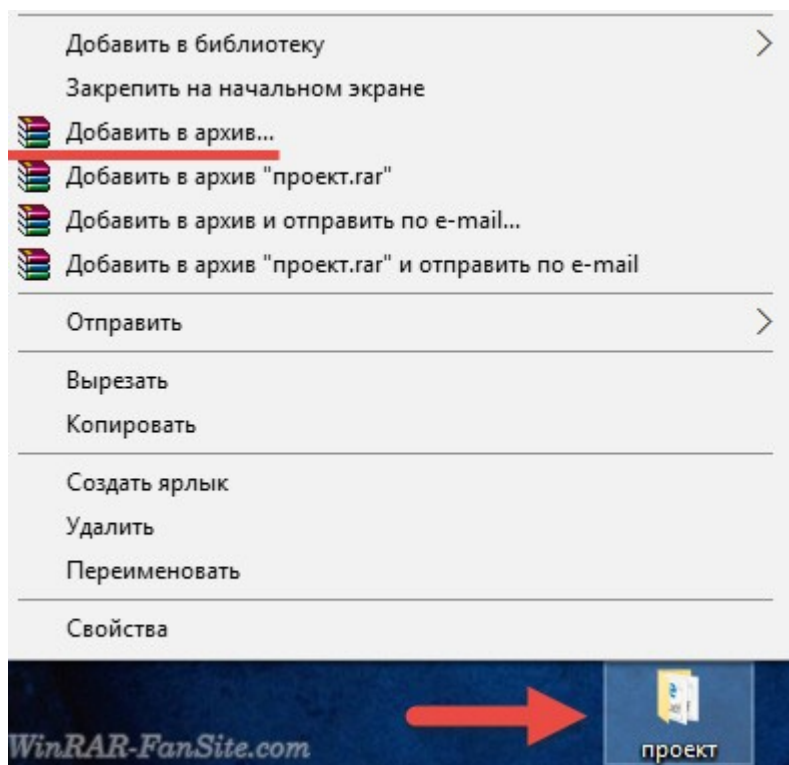 Добавить в библиотеку
Закрепить на начальном экране
Добавить в архив...
Добавить в архив "проект.rar"
Добавить в архив и отправить по e-mail...
Добавить в архив "проект.rar" и отправить по e-mail
Отправить
Вырезать
Копировать
Создать ярлык
Удалить
Переименовать
Свойства
WinRAR-FanSite.com
проект